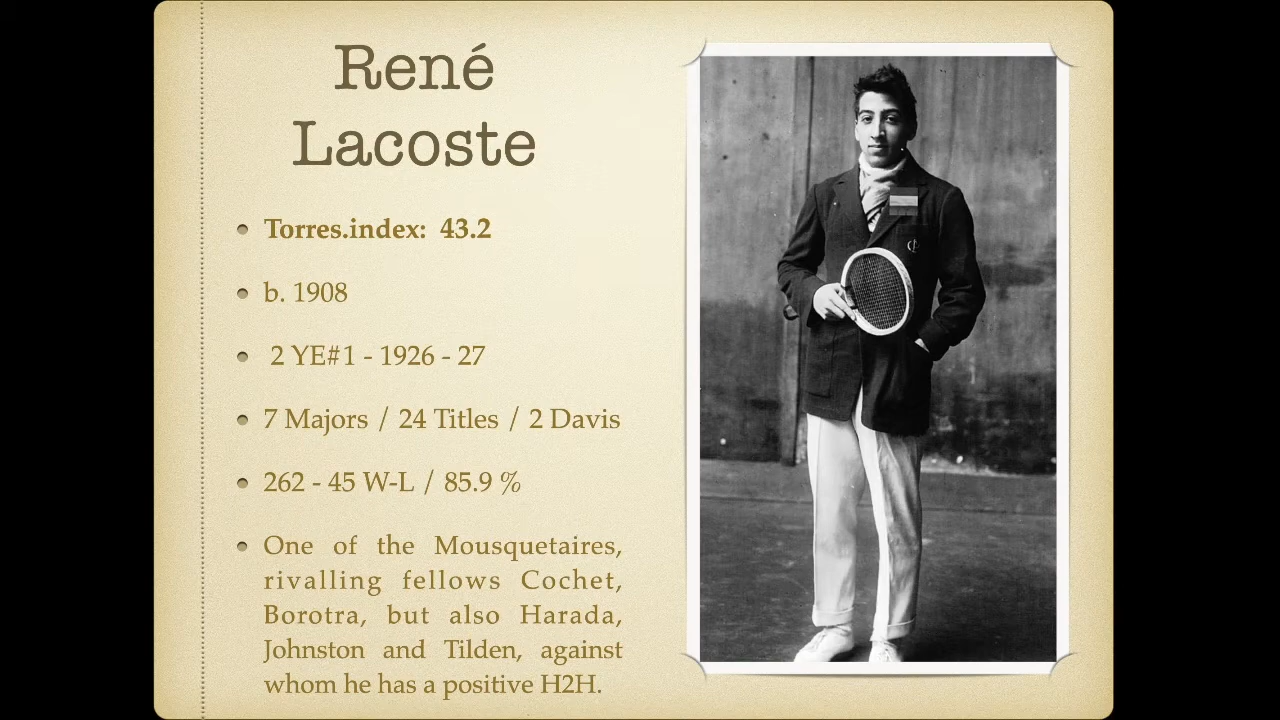 René
Lacoste
Torres.index: 43.2
b. 1908
2 YE#1 - 1926 - 27
7 Majors / 24 Titles / 2 Davis
262 - 45 W-L / 85.9 %
One of the Mousquetaires,
rivalling fellows Cochet,
Borotra, but also Harada,
Johnston and Tilden, against
whom he has a positive H2H.